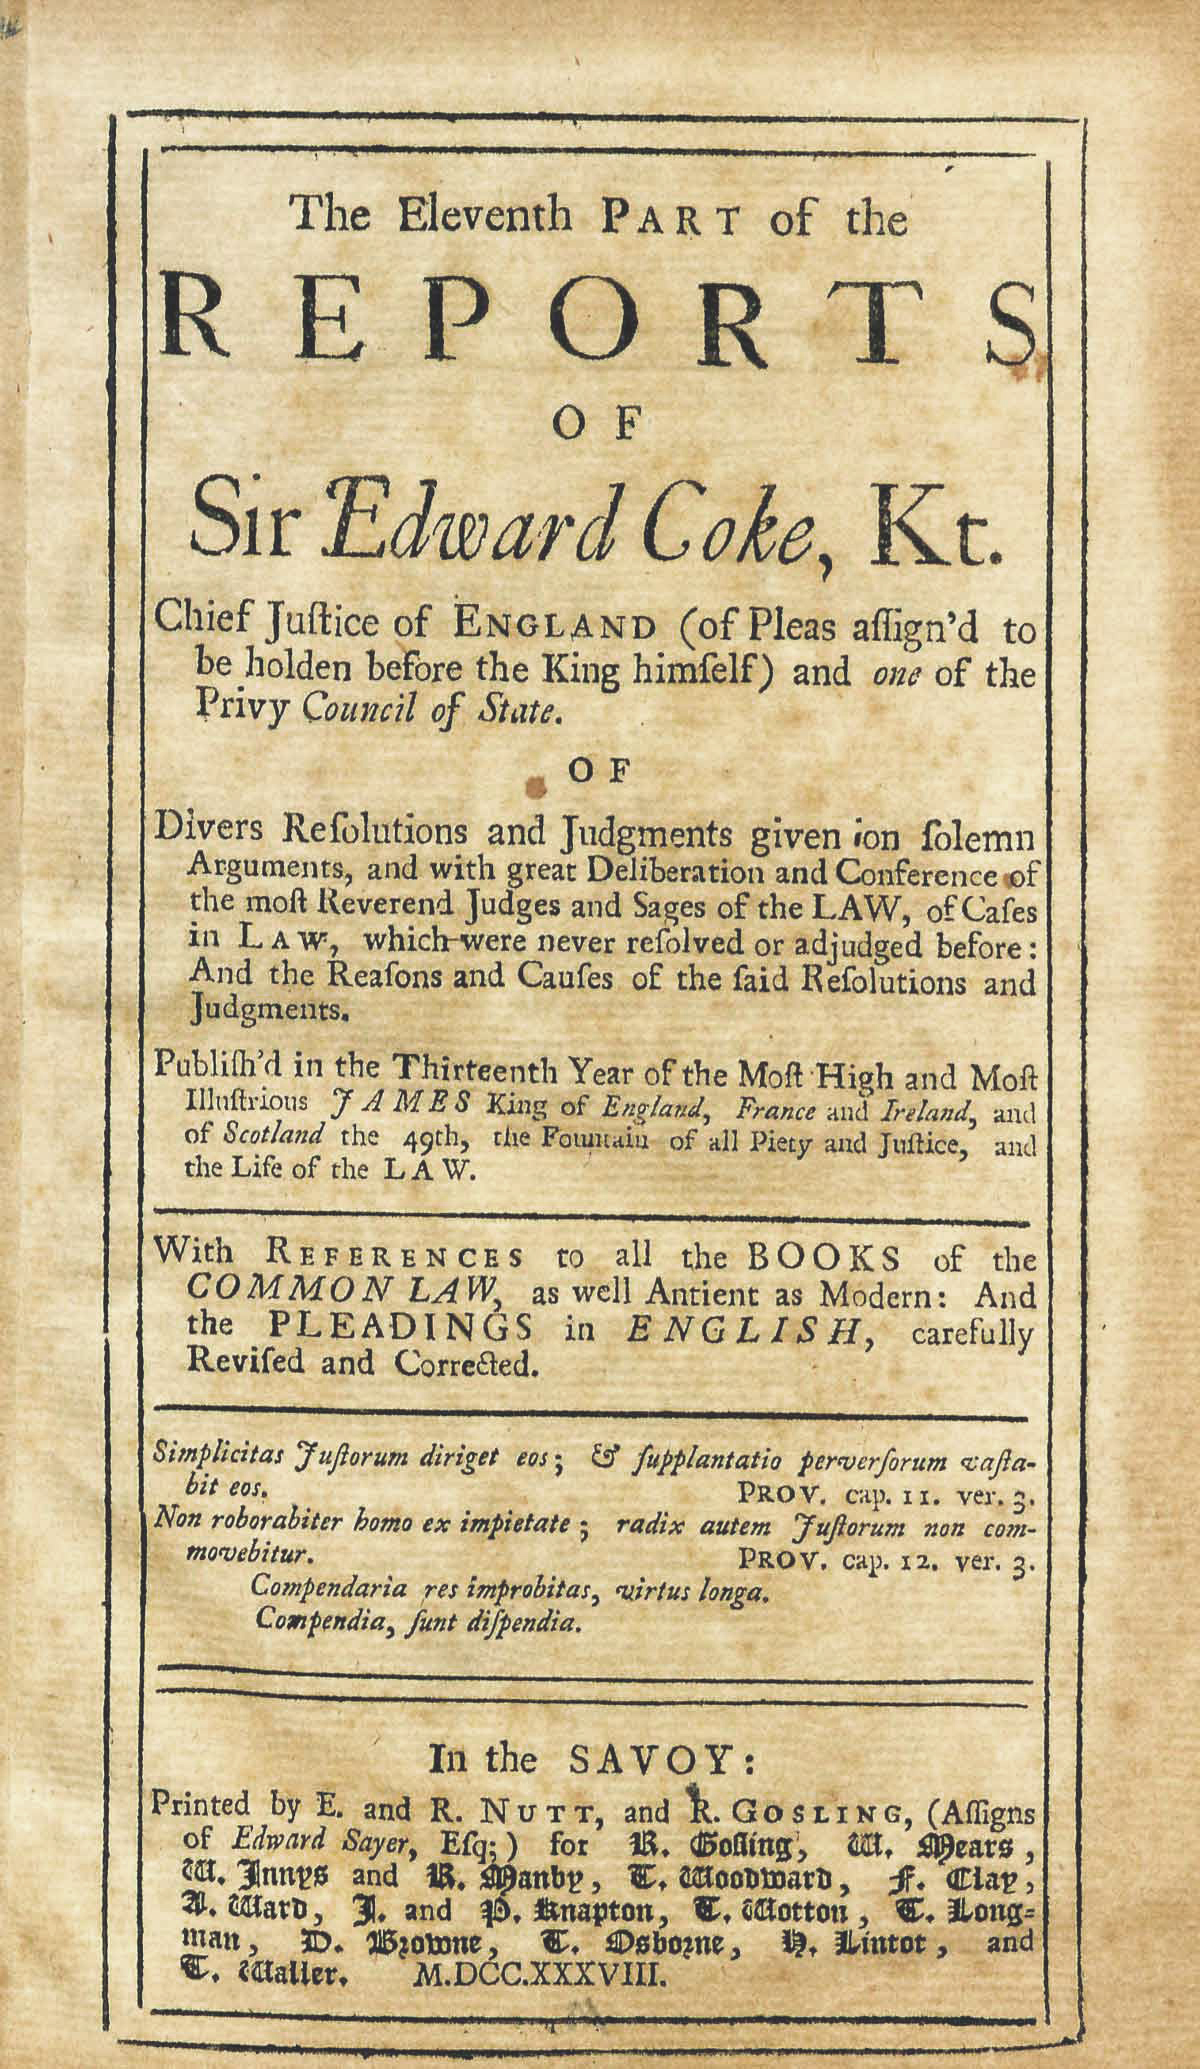 The Eleventh PART of the
REPORTS
OF
Sir Edward Coke, Kt.
Chief Juſtice of ENGLAND (of Pleas aſſign'd to
be holden before the King himſelf) and one of the
Privy Council of State.
OF
Divers Reſolutions and Judgments given ion ſolemn
Arguments, and with great Deliberation and Conference of
the moſt Reverend Judges and Sages of the LAW, of Caſes
in LAW, which were never reſolved or adjudged before:
And the Reaſons and Cauſes of the ſaid Reſolutions and
Judgments.
Publiſh'd in the Thirteenth Year of the Moſt High and Moſt
Illuſtrious JAMES King of England, France and Ireland, and
of Scotland the 49th, the Fountain of all Piety and Juſtice, and
the Life of the LAW.
With REFERENCES to all the BOOKS of the
COMMON LAW, as well Antient as Modern: And
the PLEADINGS in ENGLISH, carefully
Reviſed and Corrected.
Simplicitas Juſtorum diriget eos; & ſupplantatio perverſorum vaſta-
bit eos. PROV. cap. 11. ver. 3.
Non roborabiter homo ex impietate; radix autem Juſtorum non com-
movebitur. PROV. cap. 12. ver. 3.
Compendaria res improbitas, virtus longa.
Compendia, ſunt diſpendia.
In the SAVOY:
Printed by E. and R. NUTT, and R. GOSLING, (Aſſigns
of Edward Sayer, Eſq;) for R. Goſling, W. Mears,
W. Innys and R. Manby, T. Woodward, F. Clay,
A. Ward, J. and P. Knapton, T. Wotton, T. Long-
man, D. Browne, T. Osborne, H. Lintot, and
T. Waller. M.DCC.XXXVIII.